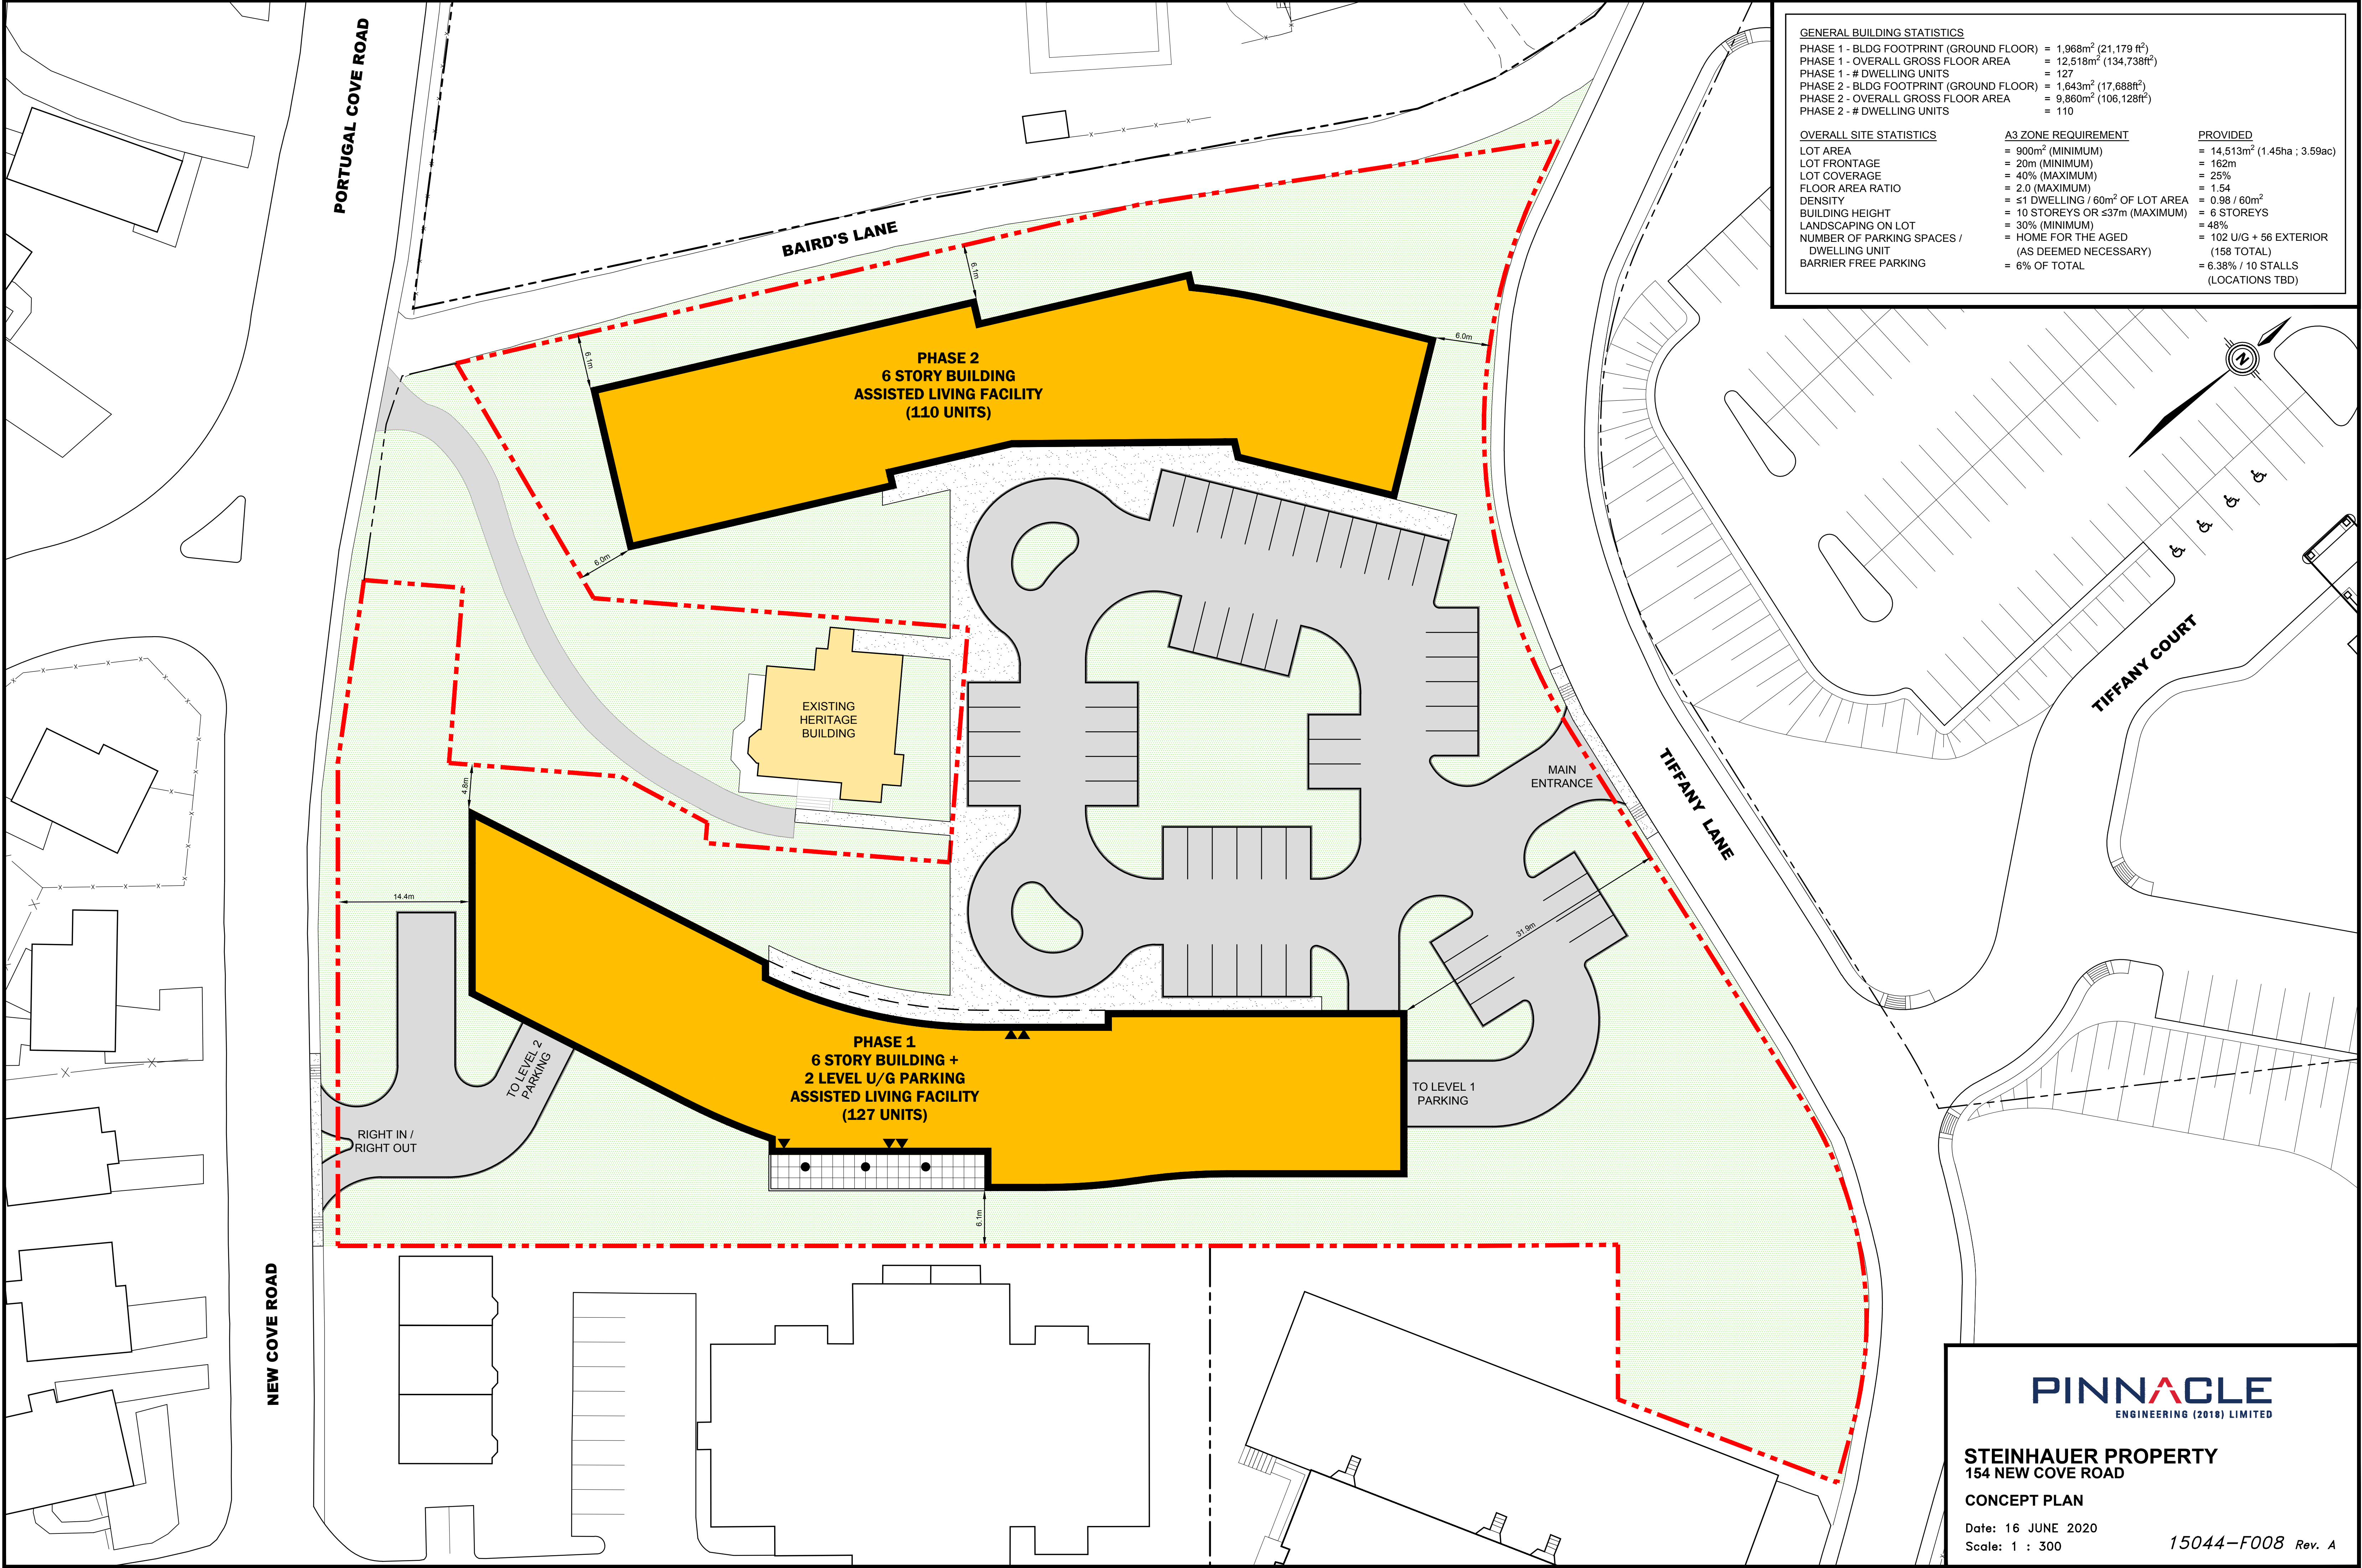 GENERAL BUILDING STATISTICS
PHASE 1 - BLDG FOOTPRINT (GROUND FLOOR) = 1,968m² (21,179 ft²)
PHASE 1 - OVERALL GROSS FLOOR AREA = 12,518m² (134,738ft²)
PHASE 1 - # DWELLING UNITS = 127
PHASE 2 - BLDG FOOTPRINT (GROUND FLOOR) = 1,643m² (17,688ft²)
PHASE 2 - OVERALL GROSS FLOOR AREA = 9,860m² (106,128ft²)
PHASE 2 - # DWELLING UNITS = 110
OVERALL SITE STATISTICS A3 ZONE REQUIREMENT PROVIDED
LOT AREA = 900m² (MINIMUM) = 14,513m² (1.45ha ; 3.59ac)
LOT FRONTAGE = 20m (MINIMUM) = 162m
LOT COVERAGE = 40% (MAXIMUM) = 25%
FLOOR AREA RATIO = 2.0 (MAXIMUM) = 1.54
DENSITY = ≤1 DWELLING / 60m² OF LOT AREA = 0.98 / 60m²
BUILDING HEIGHT = 10 STOREYS OR ≤37m (MAXIMUM) = 6 STOREYS
LANDSCAPING ON LOT = 30% (MINIMUM) = 48%
NUMBER OF PARKING SPACES / = HOME FOR THE AGED = 102 U/G + 56 EXTERIOR
DWELLING UNIT (AS DEEMED NECESSARY) (158 TOTAL)
BARRIER FREE PARKING = 6% OF TOTAL = 6.38% / 10 STALLS
(LOCATIONS TBD)
PORTUGAL COVE ROAD
BAIRD'S LANE
6.1m
6.1m
6.0m
PHASE 2
6 STORY BUILDING
ASSISTED LIVING FACILITY
(110 UNITS)
6.0m
N
TIFFANY COURT
EXISTING
HERITAGE
BUILDING
MAIN
ENTRANCE
TIFFANY LANE
4.8m
14.4m
31.9m
PHASE 1
6 STORY BUILDING +
2 LEVEL U/G PARKING
ASSISTED LIVING FACILITY
(127 UNITS)
TO LEVEL 2
PARKING
TO LEVEL 1
PARKING
RIGHT IN /
RIGHT OUT
6.1m
NEW COVE ROAD
PINNACLE
ENGINEERING (2018) LIMITED
STEINHAUER PROPERTY
154 NEW COVE ROAD
CONCEPT PLAN
Date: 16 JUNE 2020
Scale: 1 : 300
15044-F008 Rev. A